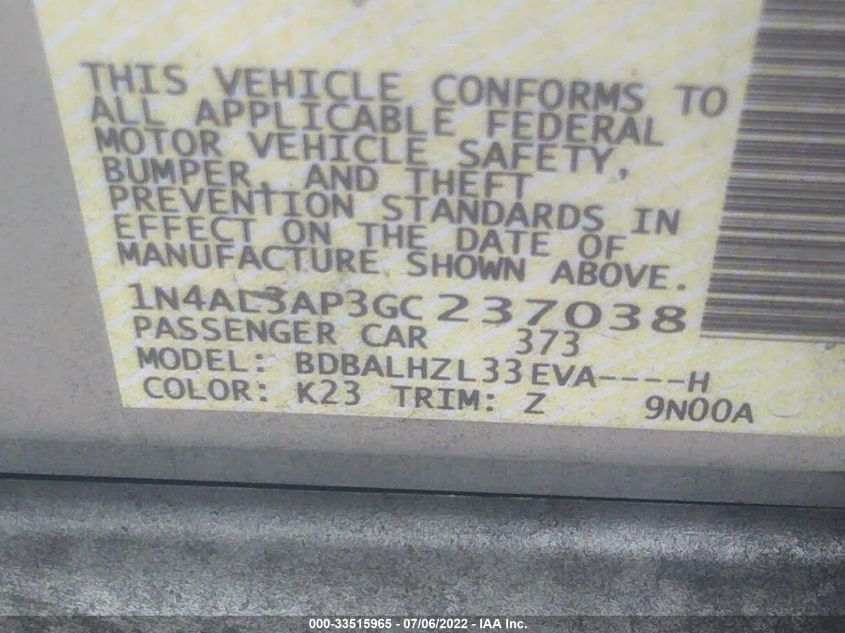 THIS VEHICLE CONFORMS TO
ALL APPLICABLE FEDERAL
MOTOR VEHICLE SAFETY,
BUMPER, AND THEFT
PREVENTION STANDARDS IN
EFFECT ON THE DATE OF
MANUFACTURE SHOWN ABOVE.
1N4AL3AP3GC237038
PASSENGER CAR 373
MODEL: BDBALHZL33EVA----H
COLOR: K23 TRIM: Z 9N00A
000-33515965 - 07/06/2022 - IAA Inc.